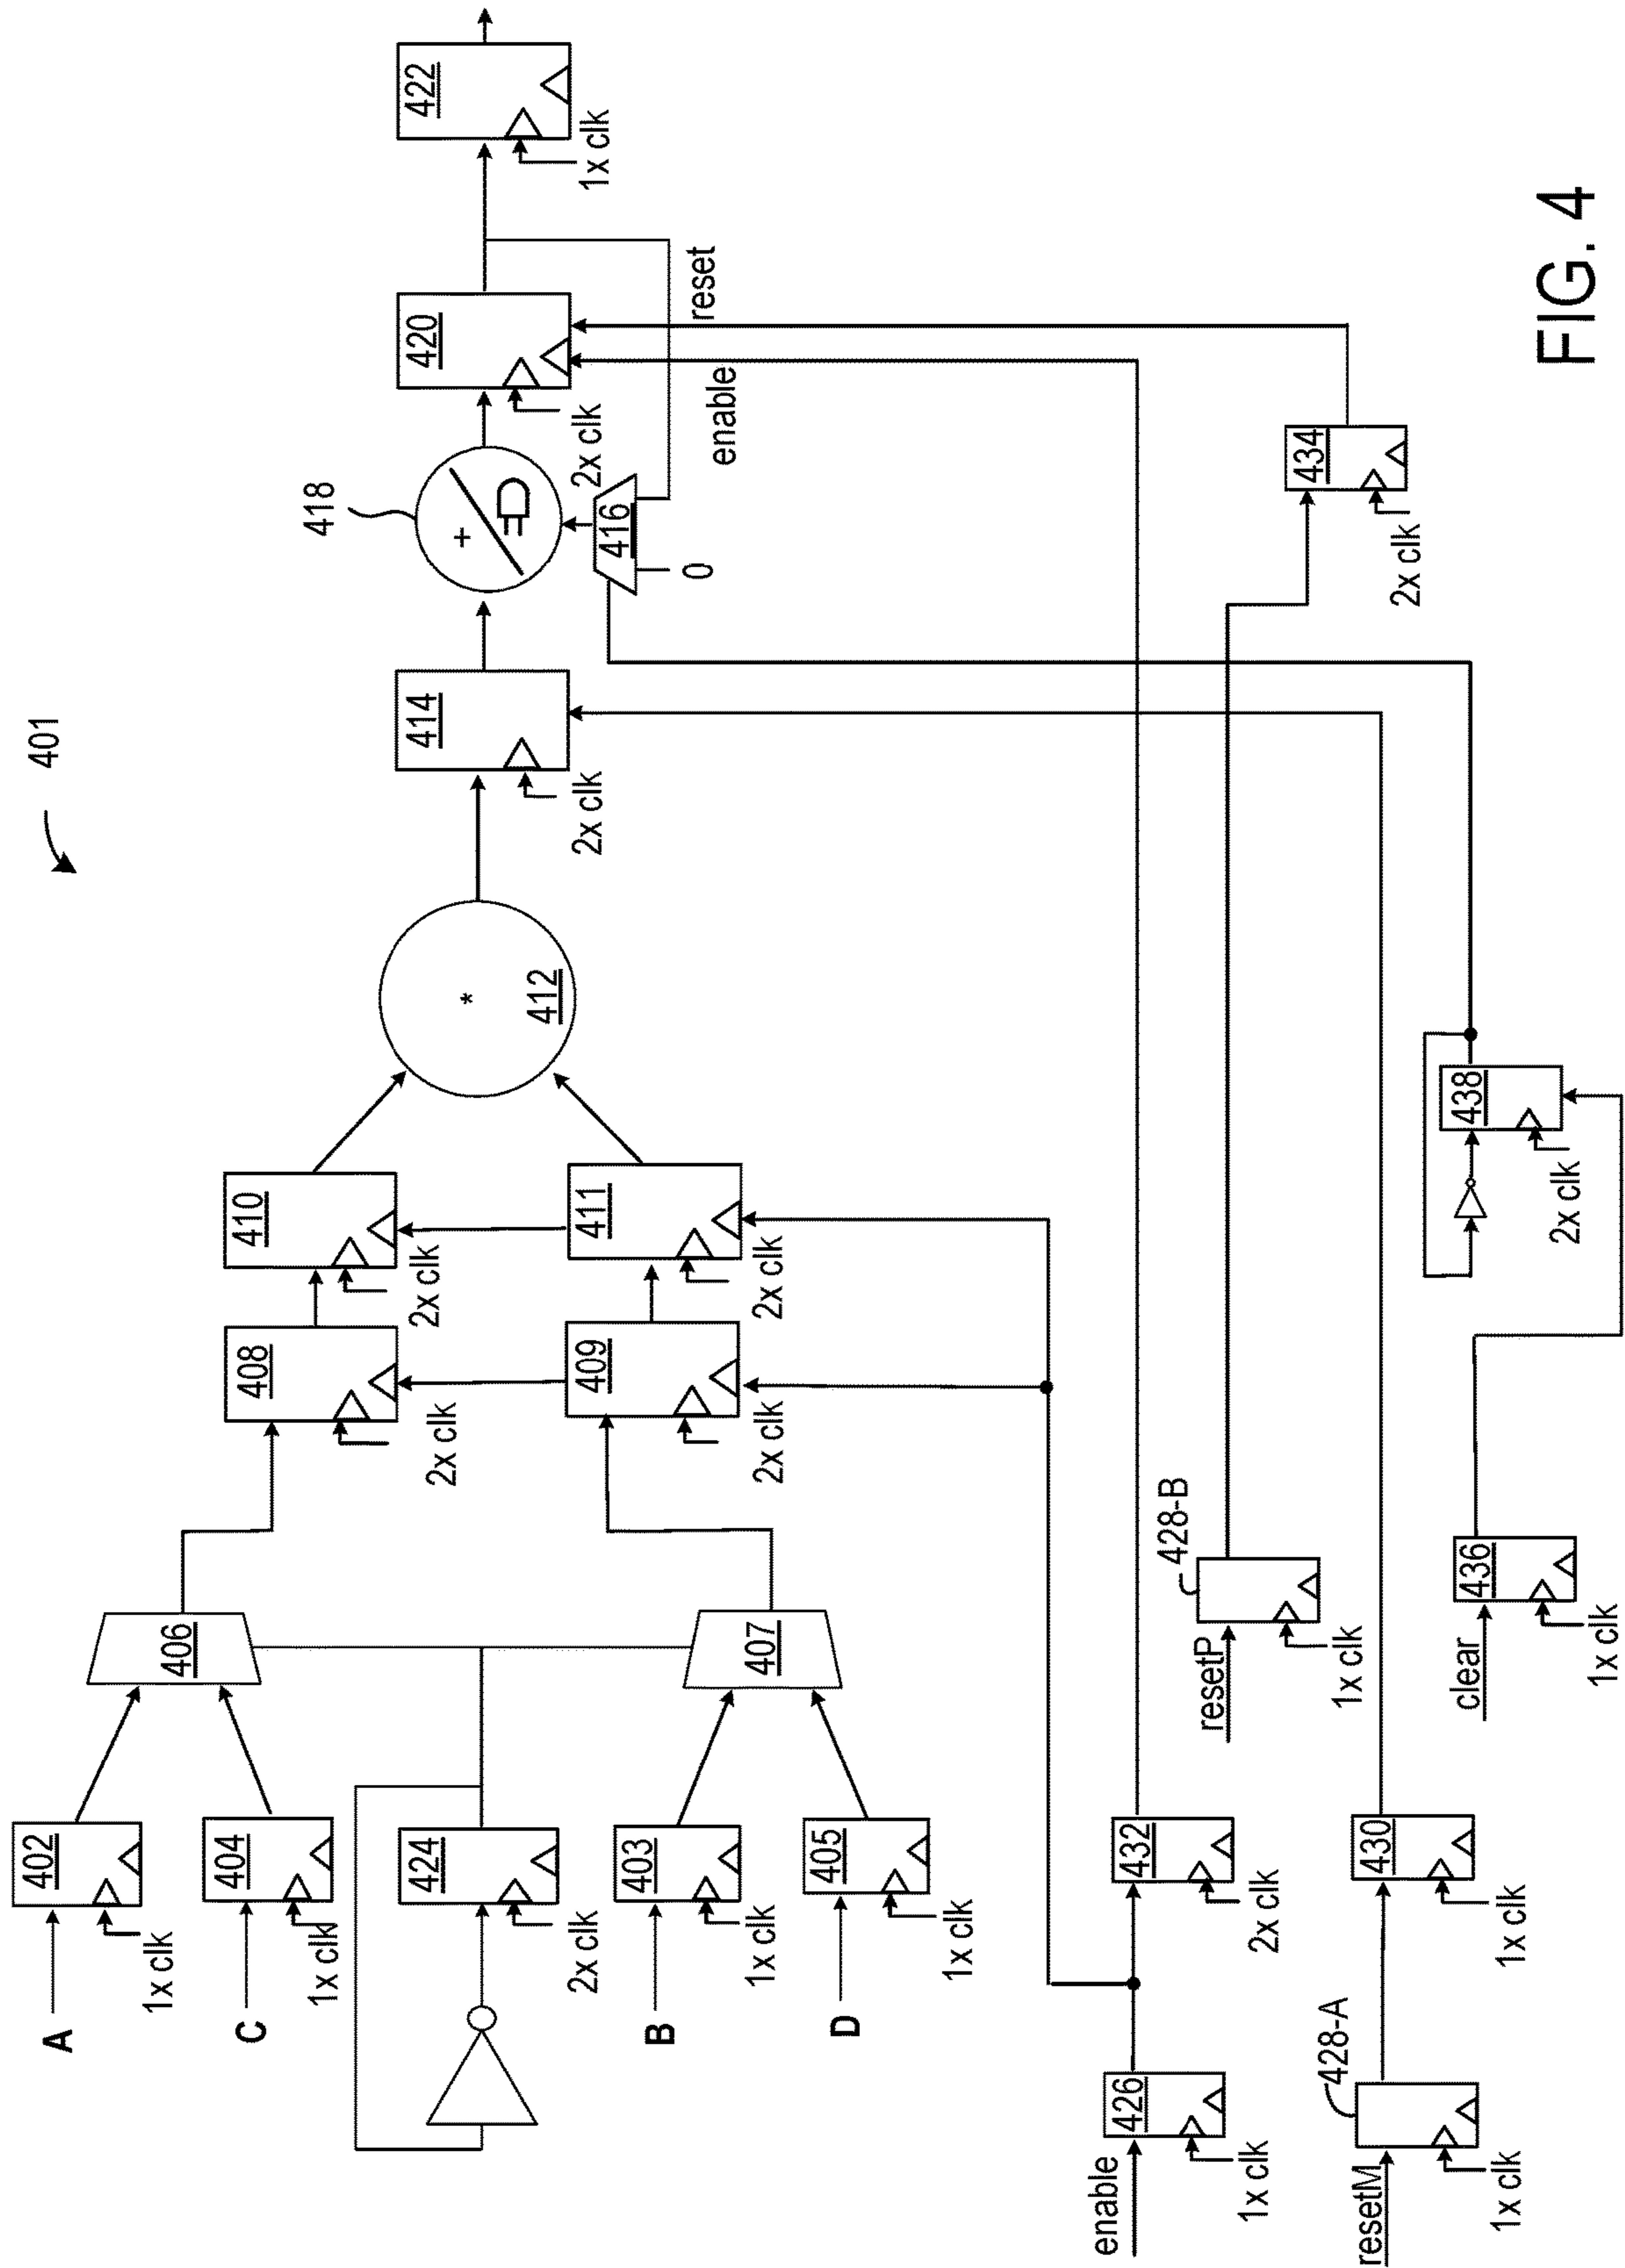 401
A
402
1x clk
C
404
1x clk
424
2x clk
B
403
1x clk
D
405
1x clk
406
407
408
2x clk
409
2x clk
410
2x clk
411
2x clk
*
412
414
2x clk
418
+
416
0
420
2x clk
enable
reset
422
1x clk
enable
426
1x clk
432
2x clk
resetM
428-A
1x clk
430
1x clk
resetP
428-B
1x clk
434
2x clk
clear
436
1x clk
438
2x clk
FIG. 4